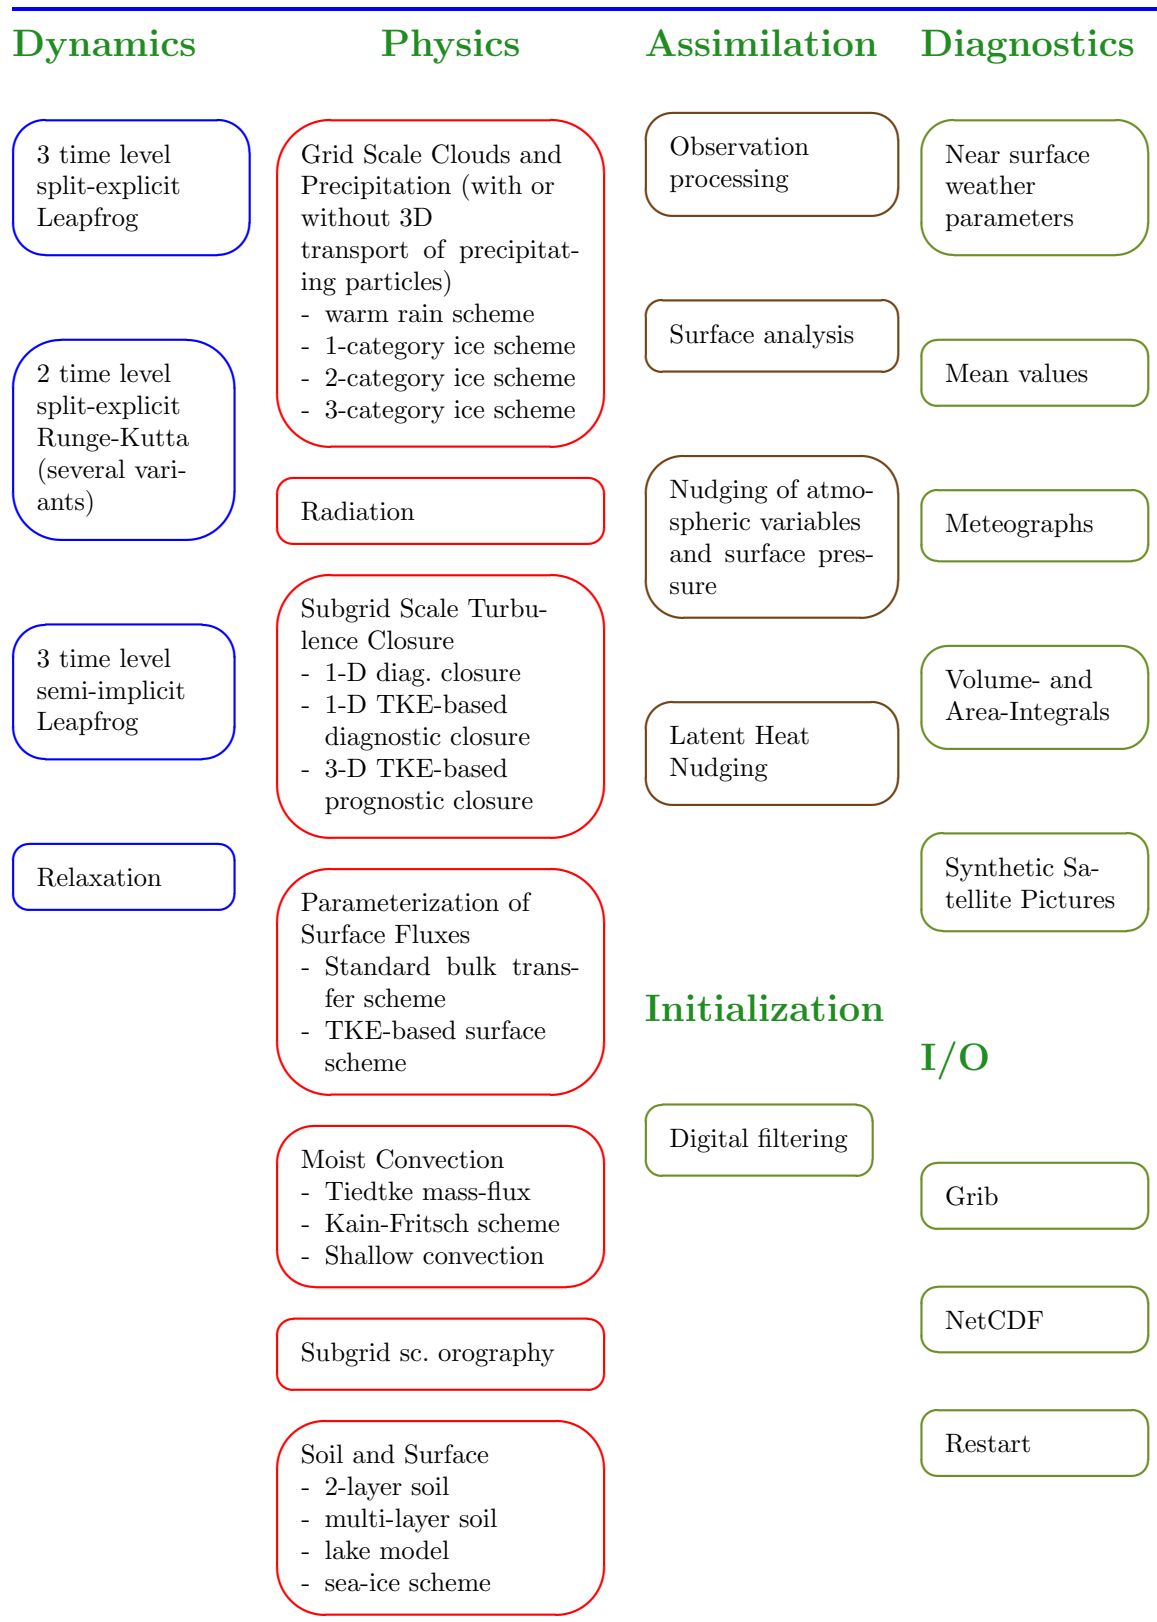 Dynamics
3 time level
split-explicit
Leapfrog
2 time level
split-explicit
Runge-Kutta
(several vari-
ants)
3 time level
semi-implicit
Leapfrog
Relaxation
Physics
Grid Scale Clouds and
Precipitation (with or
without 3D
transport of precipitat-
ing particles)
- warm rain scheme
- 1-category ice scheme
- 2-category ice scheme
- 3-category ice scheme
Radiation
Subgrid Scale Turbu-
lence Closure
- 1-D diag. closure
- 1-D TKE-based
diagnostic closure
- 3-D TKE-based
prognostic closure
Parameterization of
Surface Fluxes
- Standard bulk trans-
fer scheme
- TKE-based surface
scheme
Moist Convection
- Tiedtke mass-flux
- Kain-Fritsch scheme
- Shallow convection
Subgrid sc. orography
Soil and Surface
- 2-layer soil
- multi-layer soil
- lake model
- sea-ice scheme
Assimilation
Observation
processing
Surface analysis
Nudging of atmo-
spheric variables
and surface pres-
sure
Latent Heat
Nudging
Initialization
Digital filtering
Diagnostics
Near surface
weather
parameters
Mean values
Meteographs
Volume- and
Area-Integrals
Synthetic Sa-
tellite Pictures
I/O
Grib
NetCDF
Restart